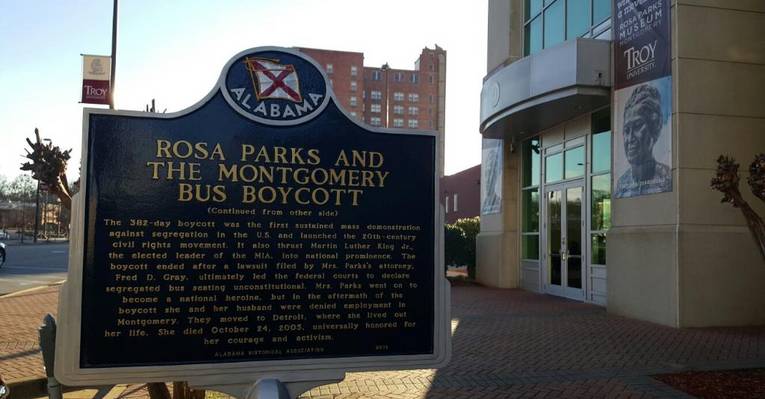 ALABAMA
ROSA PARKS AND
THE MONTGOMERY
BUS BOYCOTT
(Continued from other side)
The 382-day boycott was the first sustained mass demonstration
against segregation in the U.S. and launched the 20th-century
civil rights movement. It also thrust Martin Luther King Jr.,
the elected leader of the MIA, into national prominence. The
boycott ended after a lawsuit filed by Mrs. Parks's attorney,
Fred D. Gray, ultimately led the federal courts to declare
segregated bus seating unconstitutional. Mrs. Parks went on to
become a national heroine, but in the aftermath of the
boycott she and her husband were denied employment in
Montgomery. They moved to Detroit, where she lived out
her life. She died October 24, 2005, universally honored for
her courage and activism.
ALABAMA HISTORICAL ASSOCIATION
TROY
UNIVERSITY
ROSA PARKS
MUSEUM
MONTGOMERY
TROY
UNIVERSITY